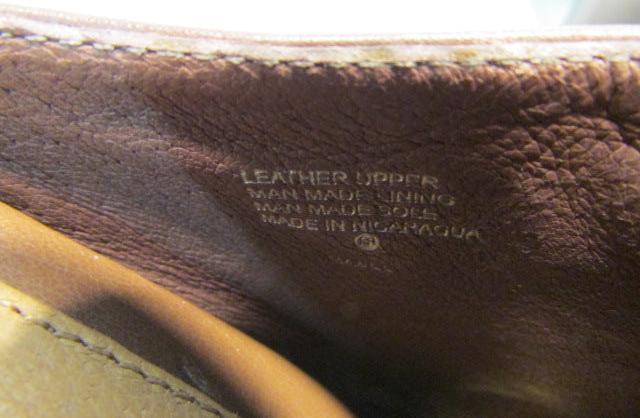 LEATHER UPPER
MAN MADE LINING
MAN MADE SOLE
MADE IN NICARAGUA